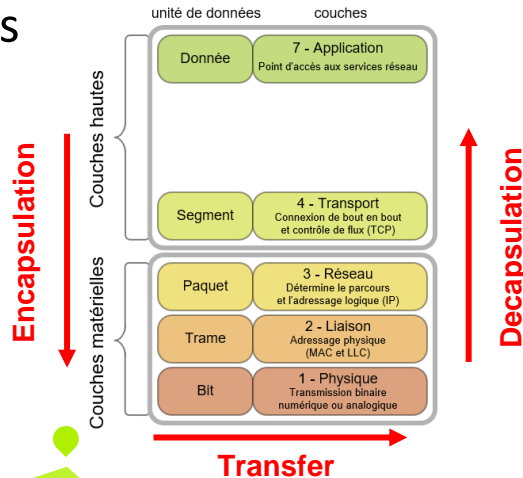 s
unité de données couches
Donnée
7 - Application
Point d'accès aux services réseau
Segment
4 - Transport
Connexion de bout en bout
et contrôle de flux (TCP)
Paquet
3 - Réseau
Détermine le parcours
et l'adressage logique (IP)
Trame
2 - Liaison
Adressage physique
(MAC et LLC)
Bit
1 - Physique
Transmission binaire
numérique ou analogique
Couches hautes
Couches matérielles
Encapsulation
Decapsulation
Transfer